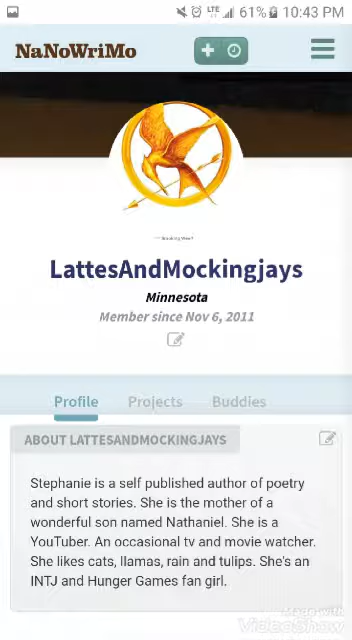 LTE 61% 10:43 PM
NaNoWriMo
LattesAndMockingjays
Minnesota
Member since Nov 6, 2011
Profile Projects Buddies
ABOUT LATTESANDMOCKINGJAYS
Stephanie is a self published author of poetry
and short stories. She is the mother of a
wonderful son named Nathaniel. She is a
YouTuber. An occasional tv and movie watcher.
She likes cats, llamas, rain and tulips. She's an
INTJ and Hunger Games fan girl.
Made with
VideoShow